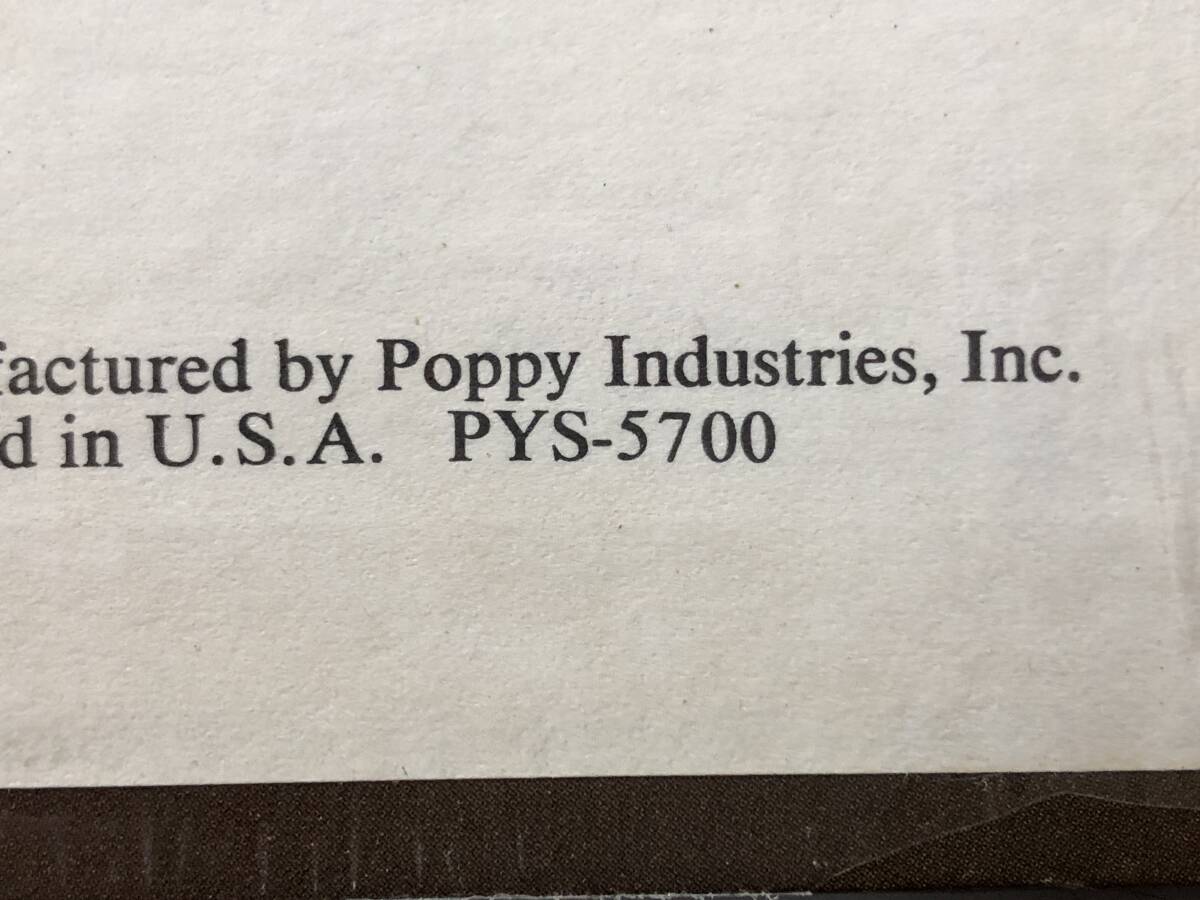 factured by Poppy Industries, Inc.
d in U.S.A. PYS-5700